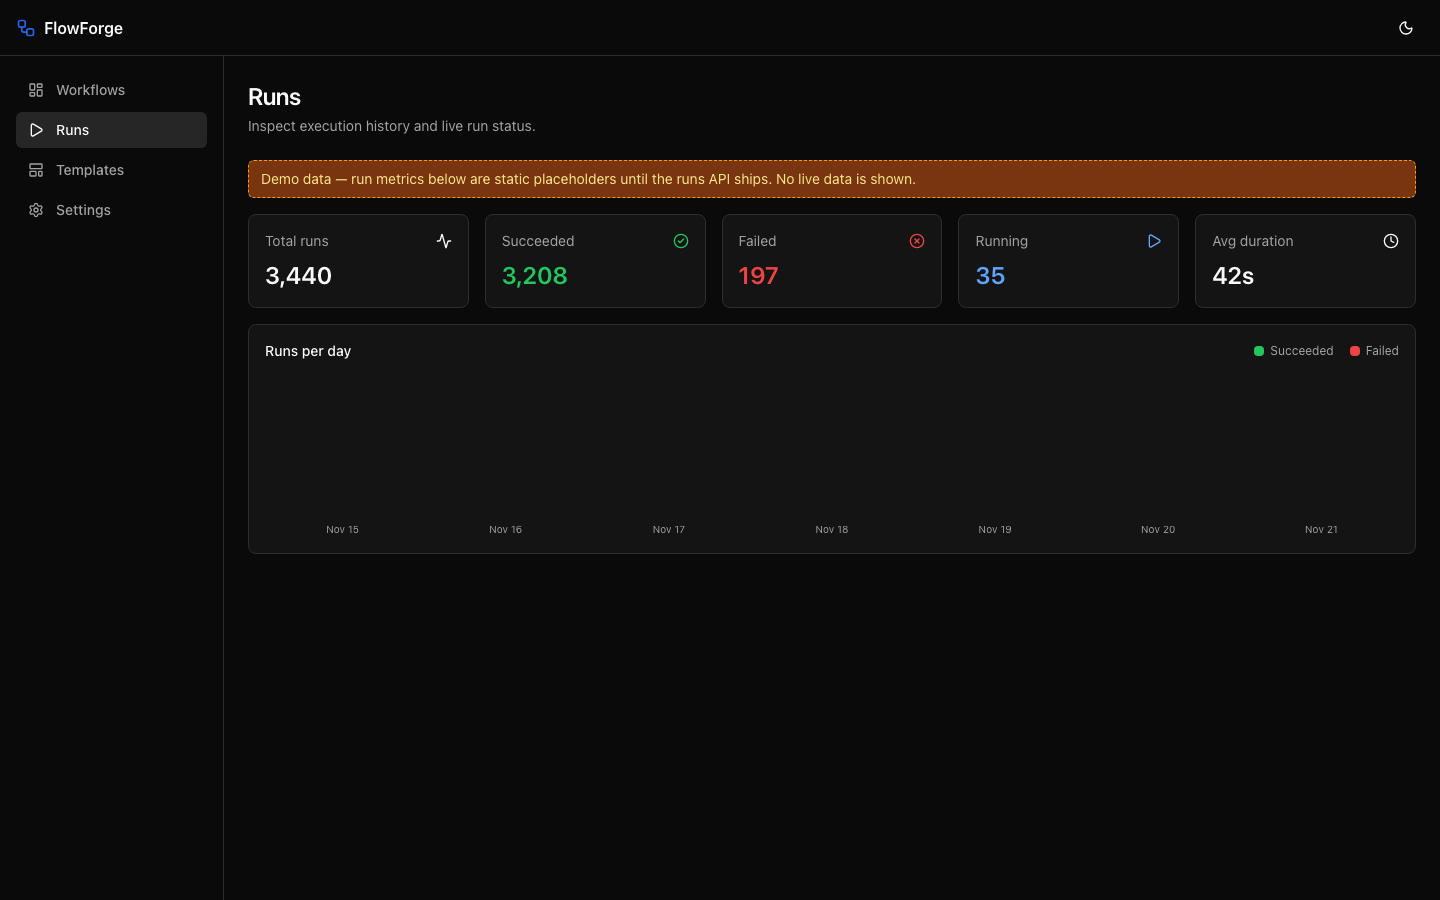 FlowForge
Workflows
Runs
Templates
Settings
Runs
Inspect execution history and live run status.
Demo data — run metrics below are static placeholders until the runs API ships. No live data is shown.
Total runs
3,440
Succeeded
3,208
Failed
197
Running
35
Avg duration
42s
Runs per day
Succeeded
Failed
Nov 15
Nov 16
Nov 17
Nov 18
Nov 19
Nov 20
Nov 21